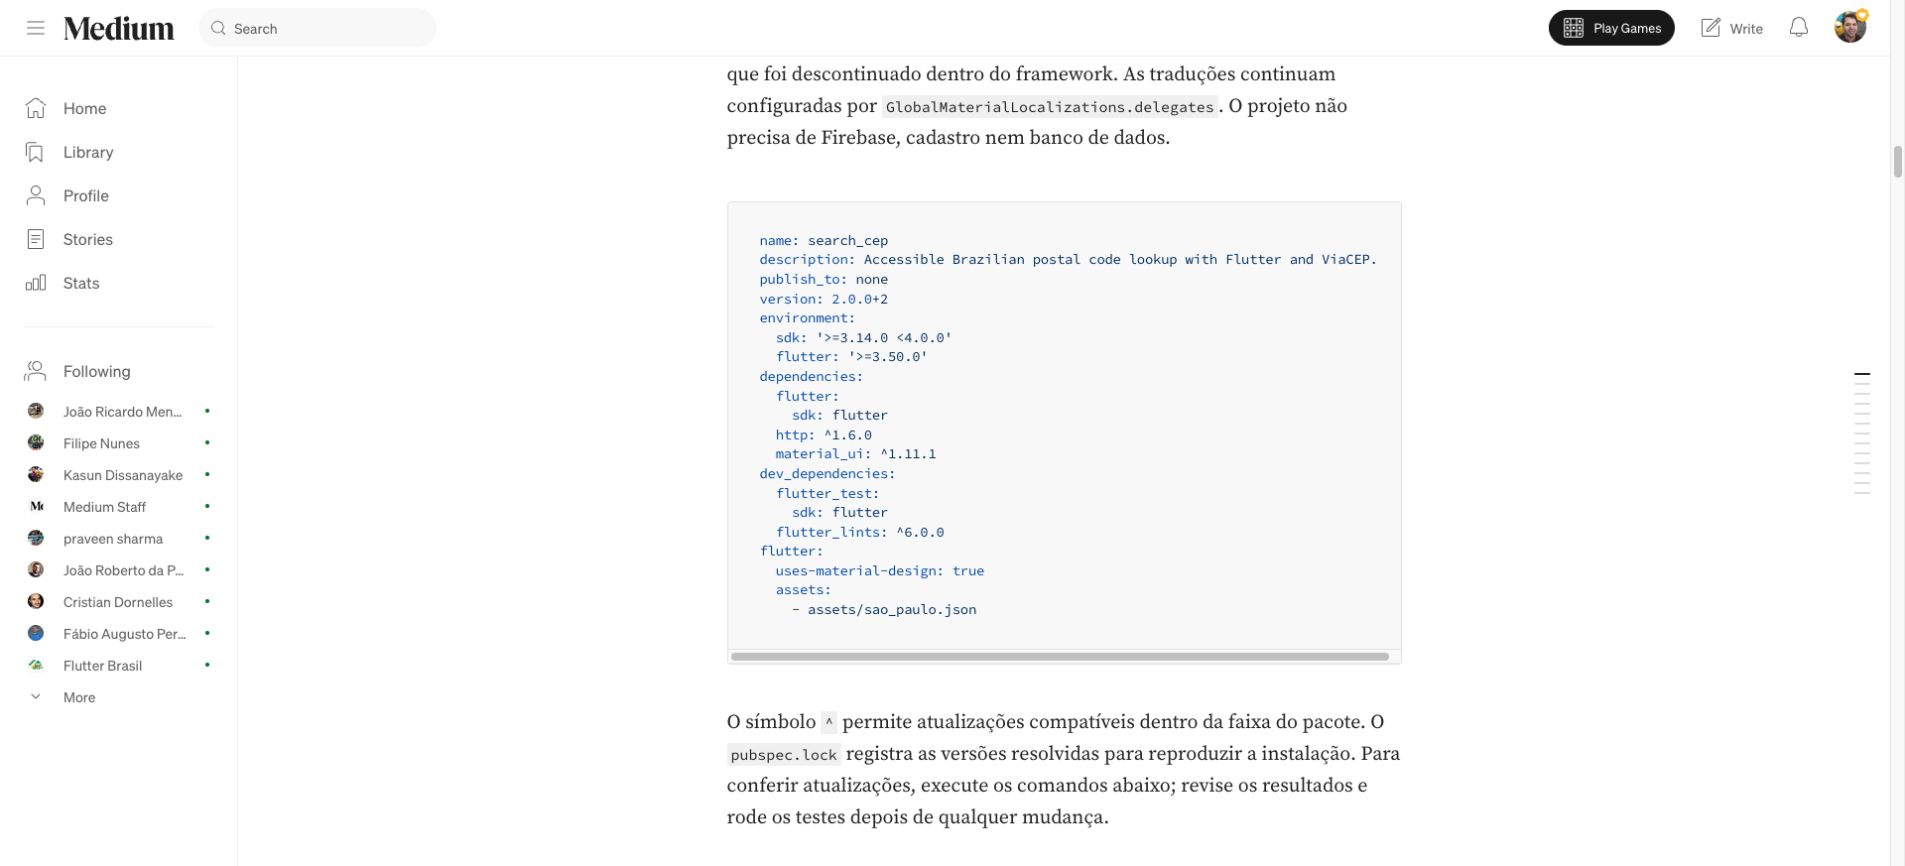 Medium
Search
Play Games
Write
Home
Library
Profile
Stories
Stats
Following
João Ricardo Men...
Filipe Nunes
Kasun Dissanayake
Medium Staff
praveen sharma
João Roberto da P...
Cristian Dornelles
Fábio Augusto Per...
Flutter Brasil
More
que foi descontinuado dentro do framework. As traduções continuam
configuradas por GlobalMaterialLocalizations.delegates. O projeto não
precisa de Firebase, cadastro nem banco de dados.
name: search_cep
description: Accessible Brazilian postal code lookup with Flutter and ViaCEP.
publish_to: none
version: 2.0.0+2
environment:
  sdk: '>=3.14.0 <4.0.0'
  flutter: '>=3.50.0'
dependencies:
  flutter:
    sdk: flutter
  http: ^1.6.0
  material_ui: ^1.11.1
dev_dependencies:
  flutter_test:
    sdk: flutter
  flutter_lints: ^6.0.0
flutter:
  uses-material-design: true
  assets:
    - assets/sao_paulo.json
O símbolo ^ permite atualizações compatíveis dentro da faixa do pacote. O
pubspec.lock registra as versões resolvidas para reproduzir a instalação. Para
conferir atualizações, execute os comandos abaixo; revise os resultados e
rode os testes depois de qualquer mudança.